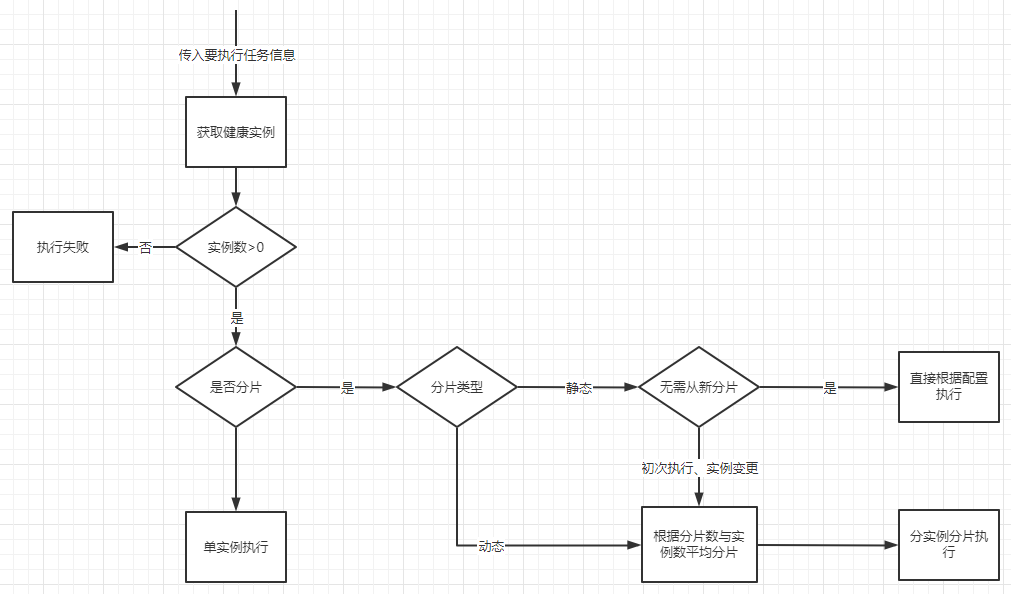 传入要执行任务信息
获取健康实例
执行失败
否
实例数>0
是
是否分片
是
分片类型
静态
无需从新分片
是
直接根据配置
执行
初次执行、实例变更
单实例执行
动态
根据分片数与实
例数平均分片
分实例分片执
行